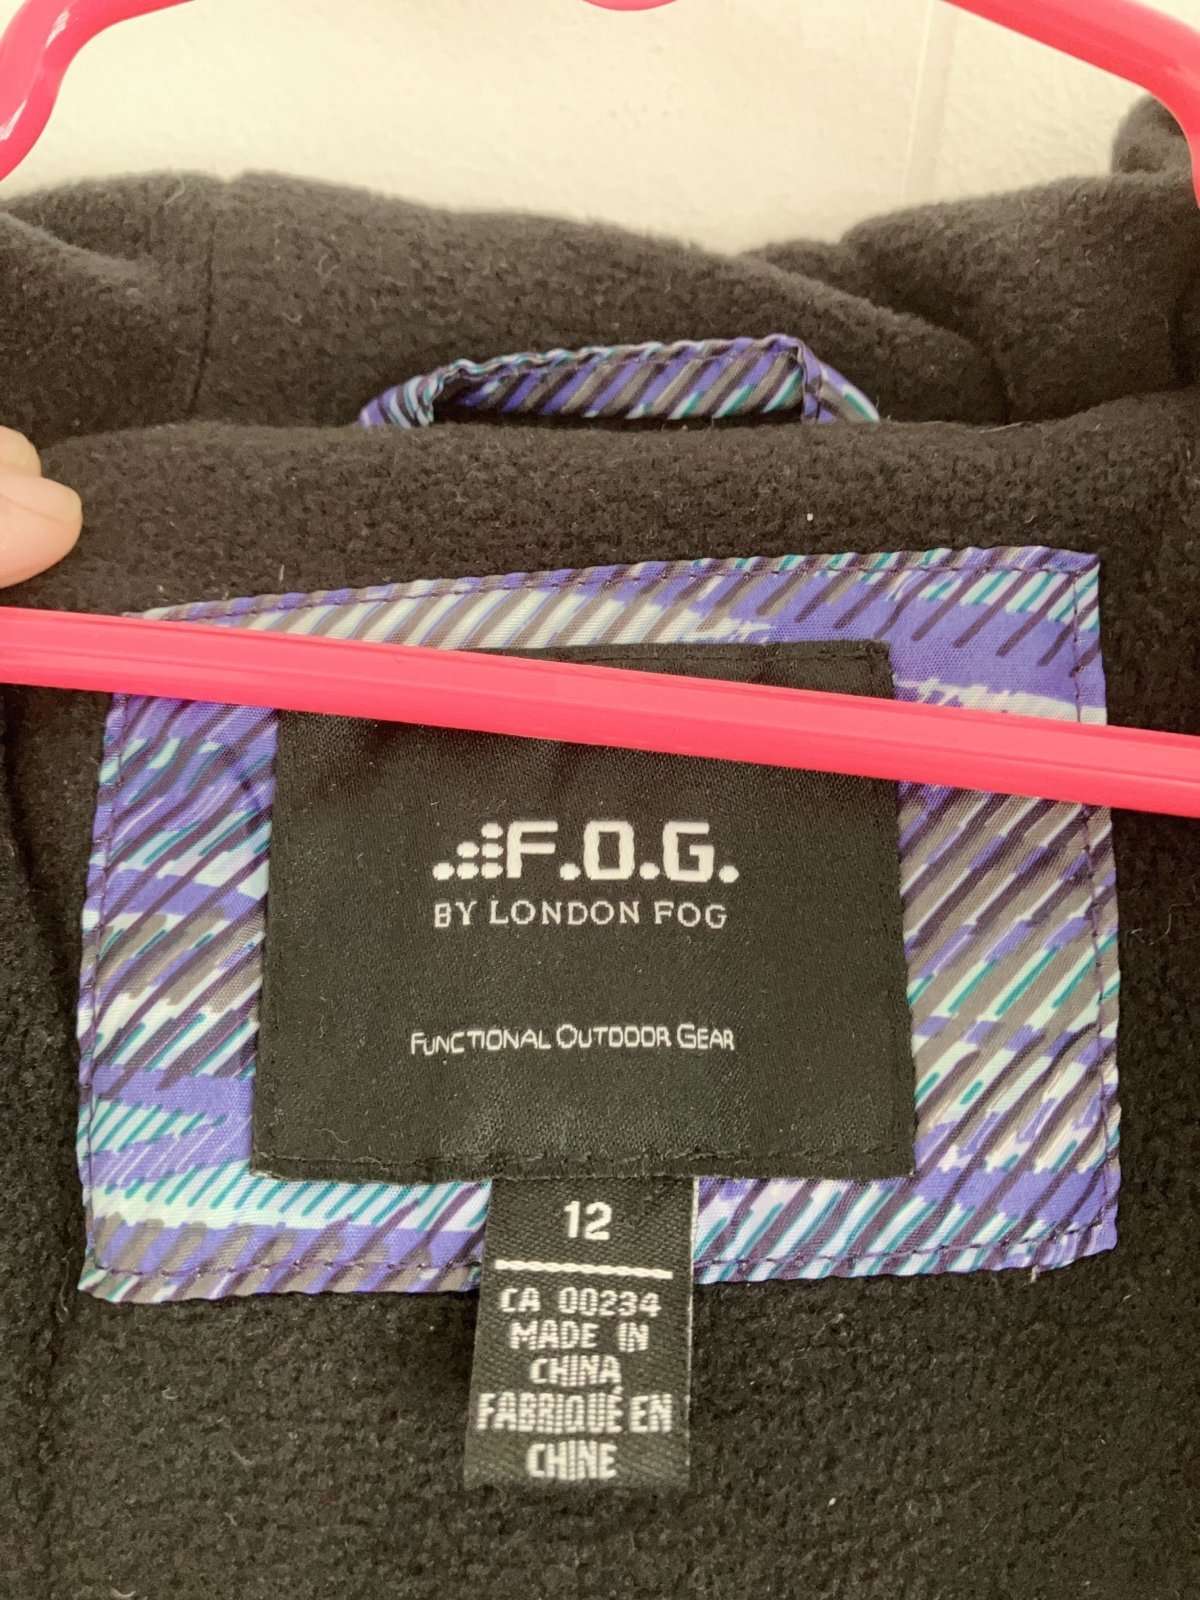 F.O.G.
BY LONDON FOG
FUNCTIONAL OUTDOOR GEAR
12
CA 00234
MADE IN
CHINA
FABRIQUÉ EN
CHINE